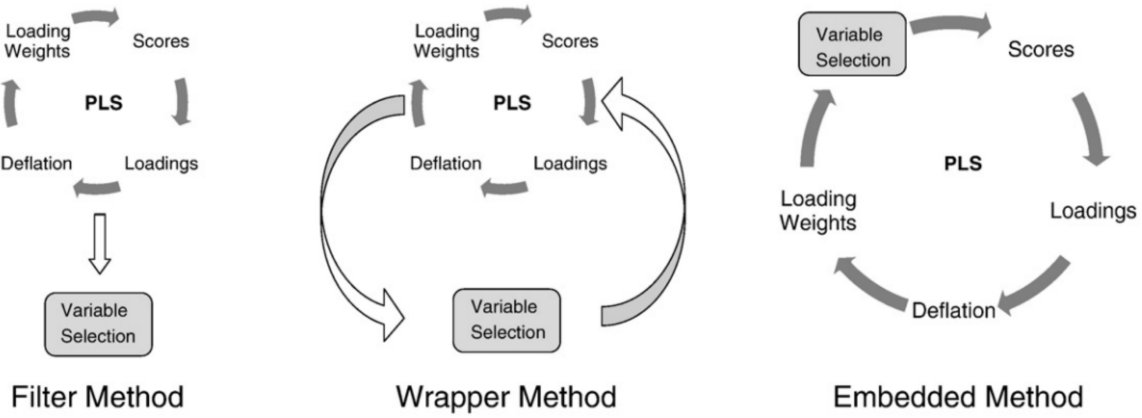 Loading
Weights
Scores
PLS
Deflation
Loadings
Variable
Selection
Filter Method
Loading
Weights
Scores
PLS
Deflation
Loadings
Variable
Selection
Wrapper Method
Variable
Selection
Scores
PLS
Loading
Weights
Loadings
Deflation
Embedded Method